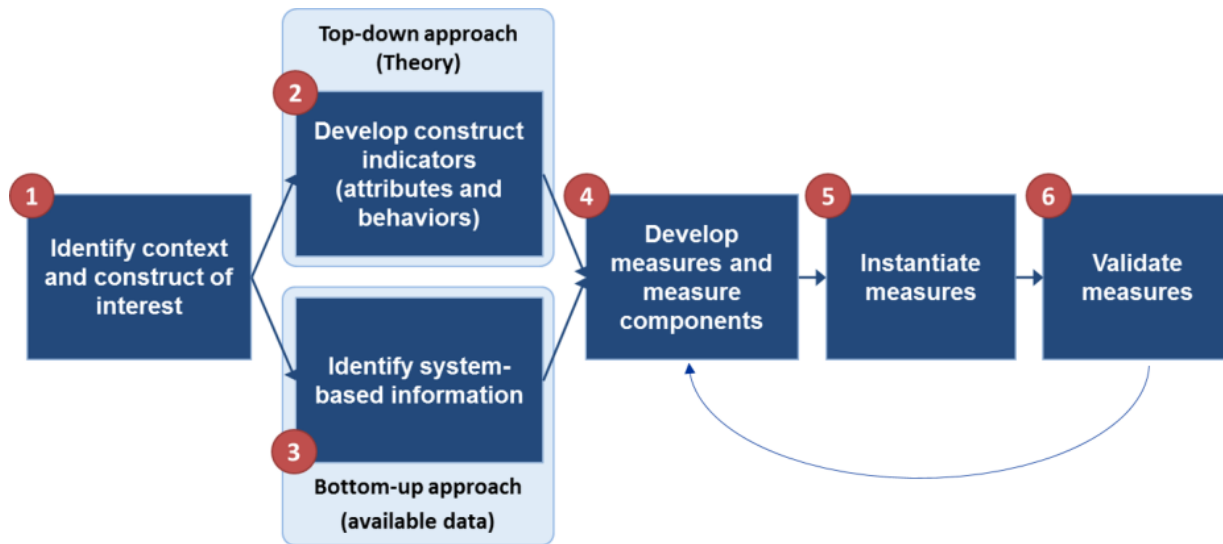 1
Identify context
and construct of
interest
Top-down approach
(Theory)
2
Develop construct
indicators
(attributes and
behaviors)
3
Identify system-
based information
Bottom-up approach
(available data)
4
Develop
measures and
measure
components
5
Instantiate
measures
6
Validate
measures